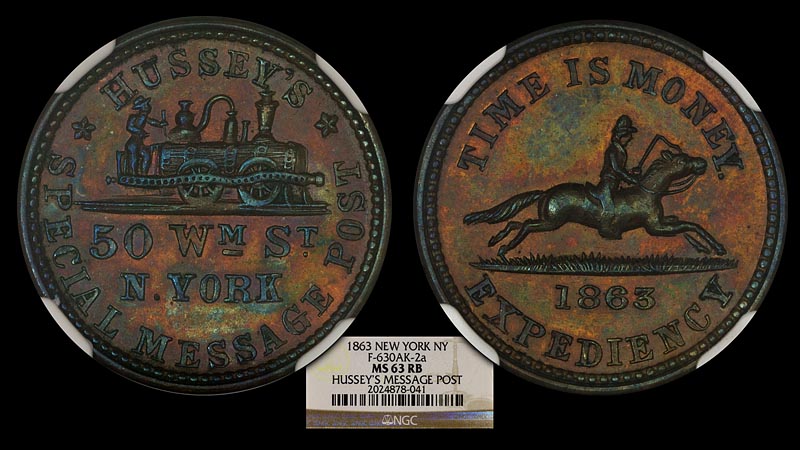 HUSSEY'S
50 WM ST.
N. YORK
SPECIAL MESSAGE POST
TIME IS MONEY.
1863
EXPEDIENCY
1863 NEW YORK NY
F-630AK-2a
MS 63 RB
HUSSEY'S MESSAGE POST
2024878-041
NGC